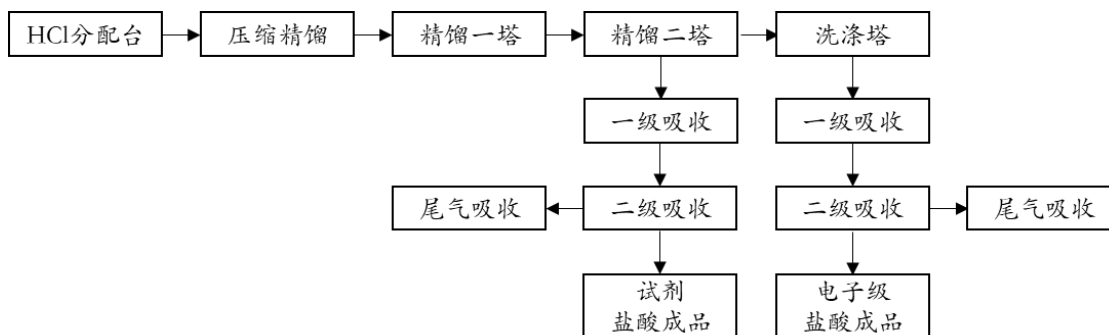 HCl分配台
压缩精馏
精馏一塔
精馏二塔
洗涤塔
一级吸收
一级吸收
尾气吸收
二级吸收
二级吸收
尾气吸收
试剂
盐酸成品
电子级
盐酸成品